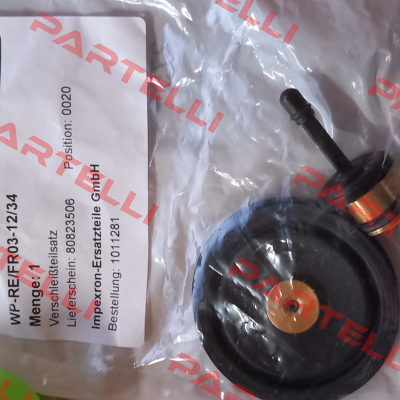 WP-RE/FR03-12/34
Menge: 1
Verschleißteilsatz
Lieferschein: 80823506 Position: 0020
Impexron-Ersatzteile GmbH
Bestellung: 1011281
PARTELLI
PARTELLI
PARTELLI
PARTELLI
PARTELLI